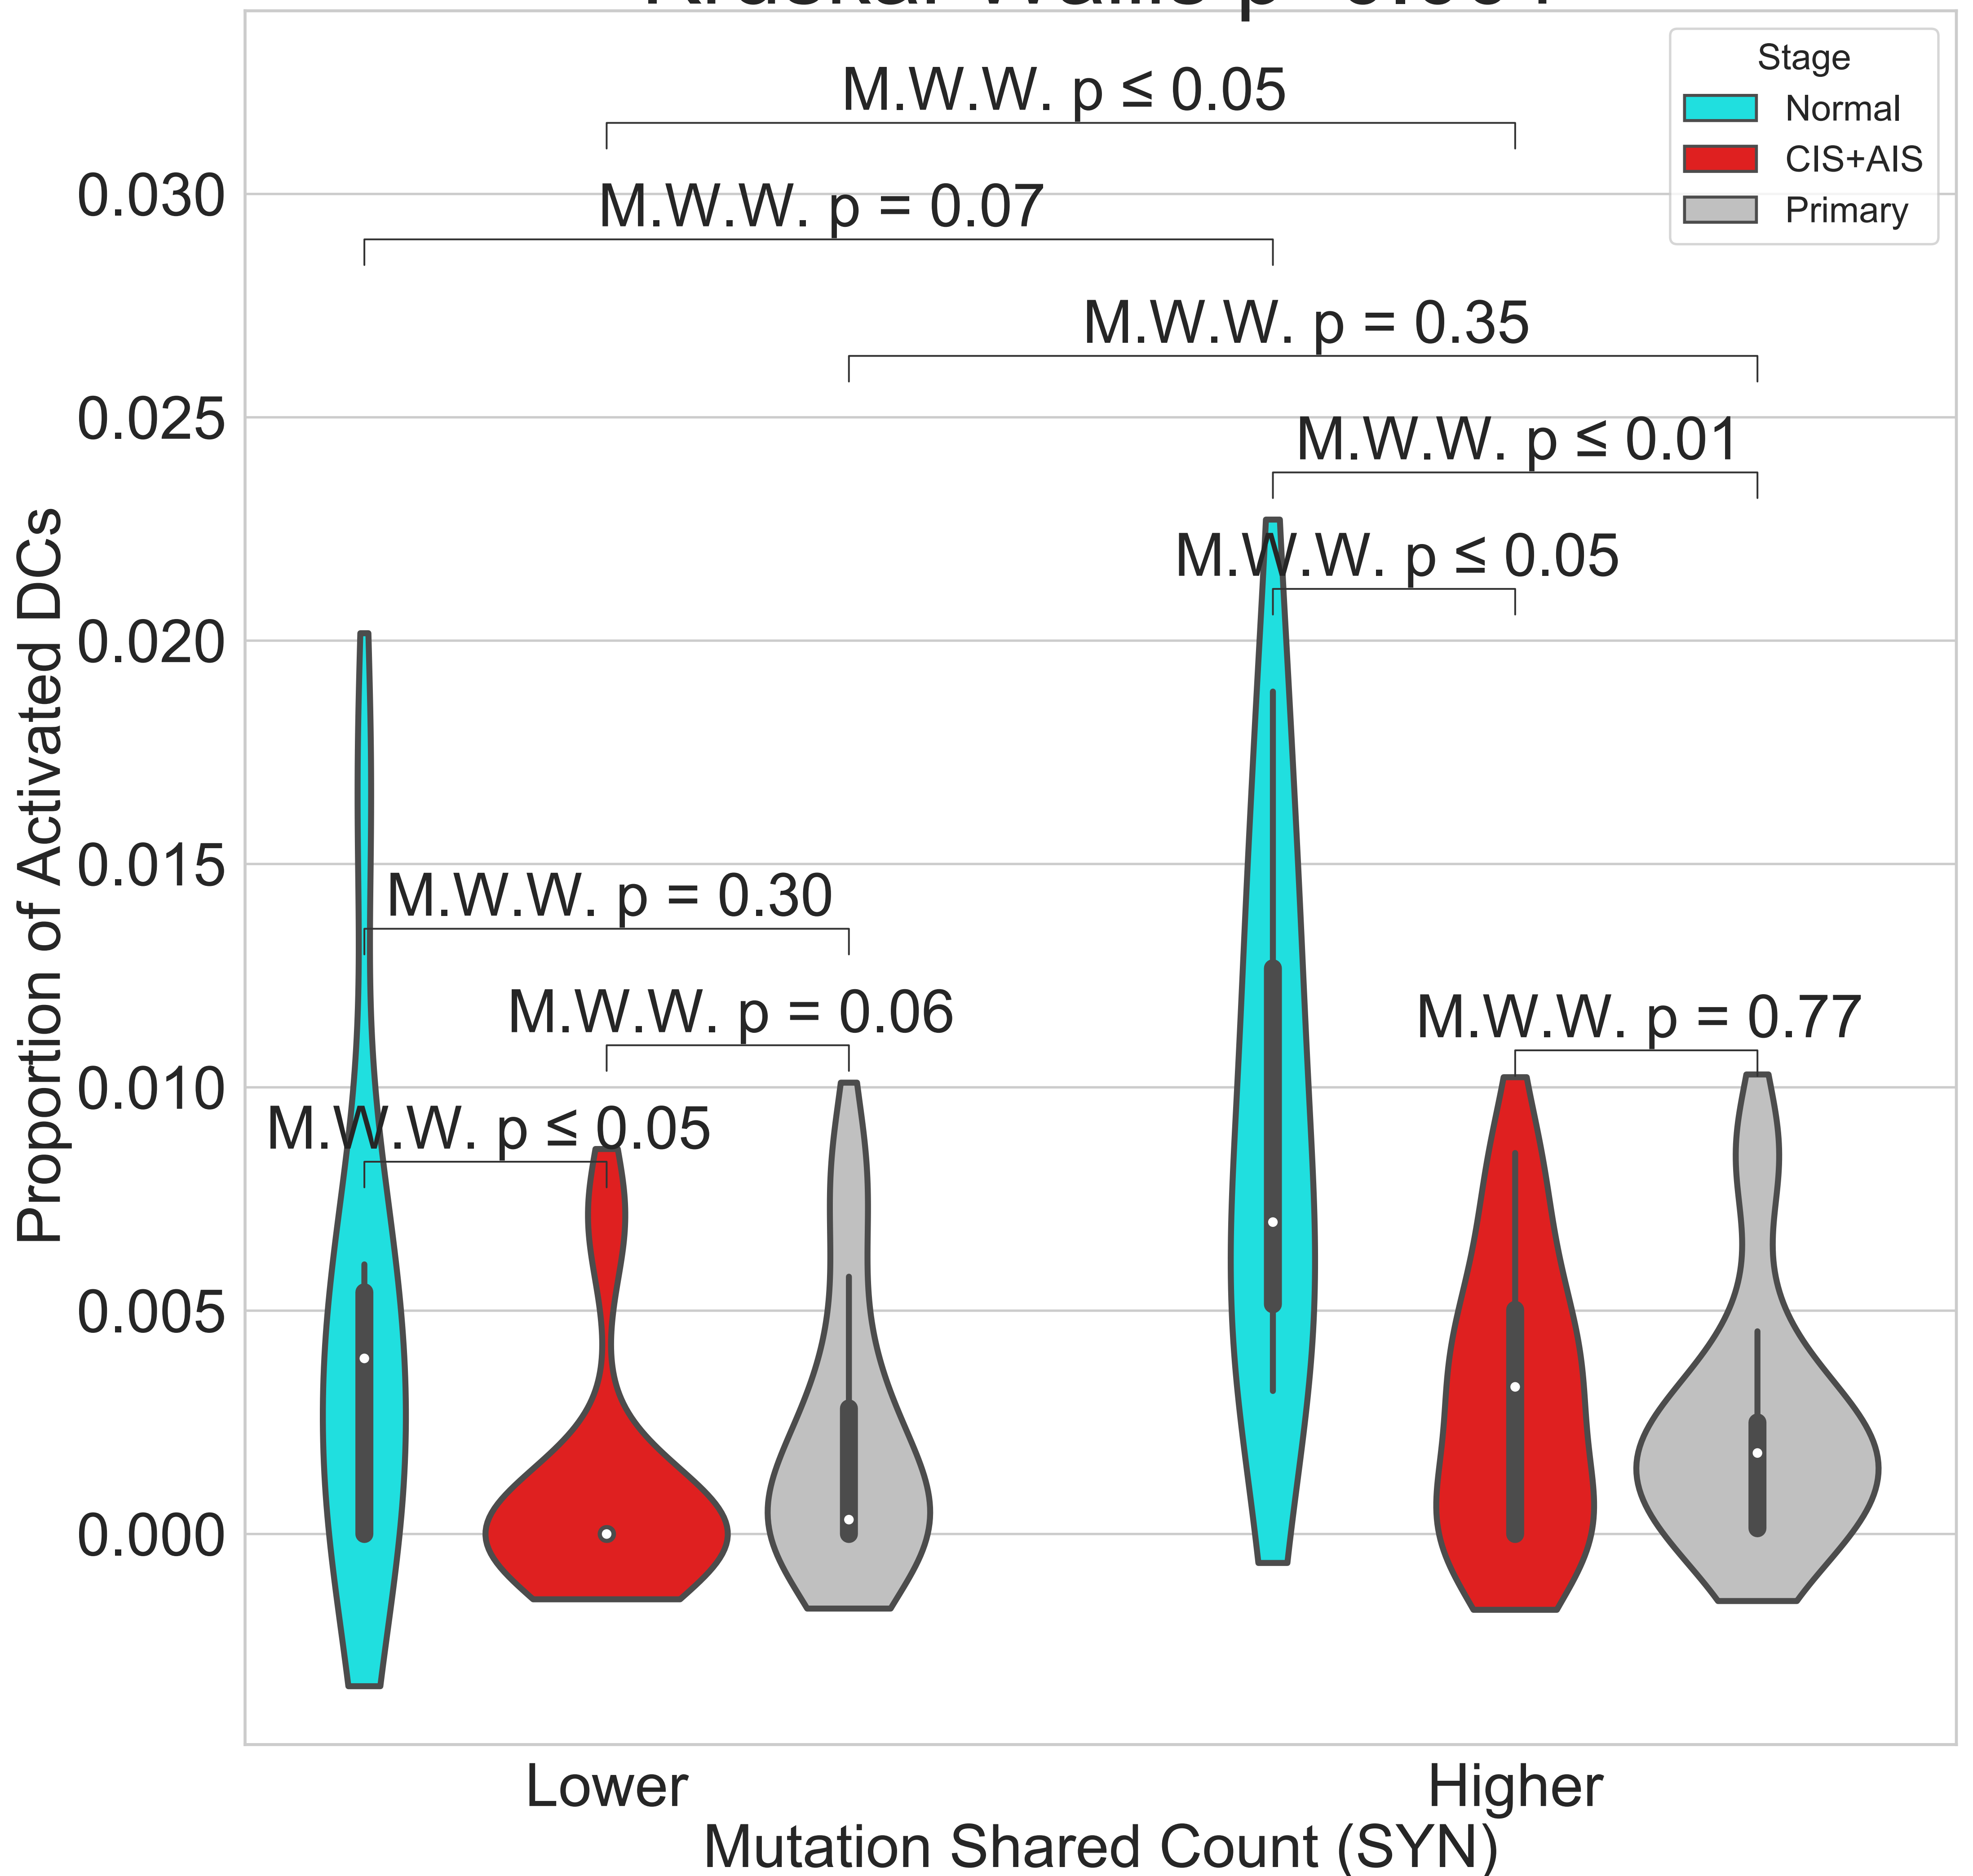 Stage
Normal
CIS+AIS
Primary
M.W.W. p ≤ 0.05
M.W.W. p = 0.07
M.W.W. p = 0.35
M.W.W. p ≤ 0.01
M.W.W. p ≤ 0.05
M.W.W. p = 0.30
M.W.W. p = 0.06
M.W.W. p = 0.77
M.W.W. p ≤ 0.05
0.030
0.025
0.020
0.015
0.010
0.005
0.000
Proportion of Activated DCs
Lower
Higher
Mutation Shared Count (SYN)